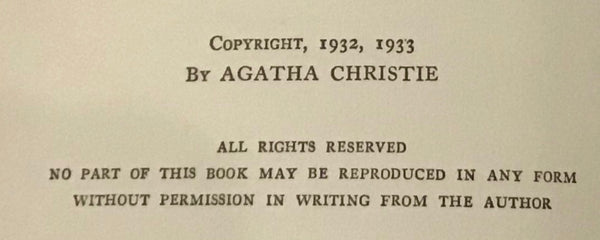 COPYRIGHT, 1932, 1933
BY AGATHA CHRISTIE
ALL RIGHTS RESERVED
NO PART OF THIS BOOK MAY BE REPRODUCED IN ANY FORM
WITHOUT PERMISSION IN WRITING FROM THE AUTHOR